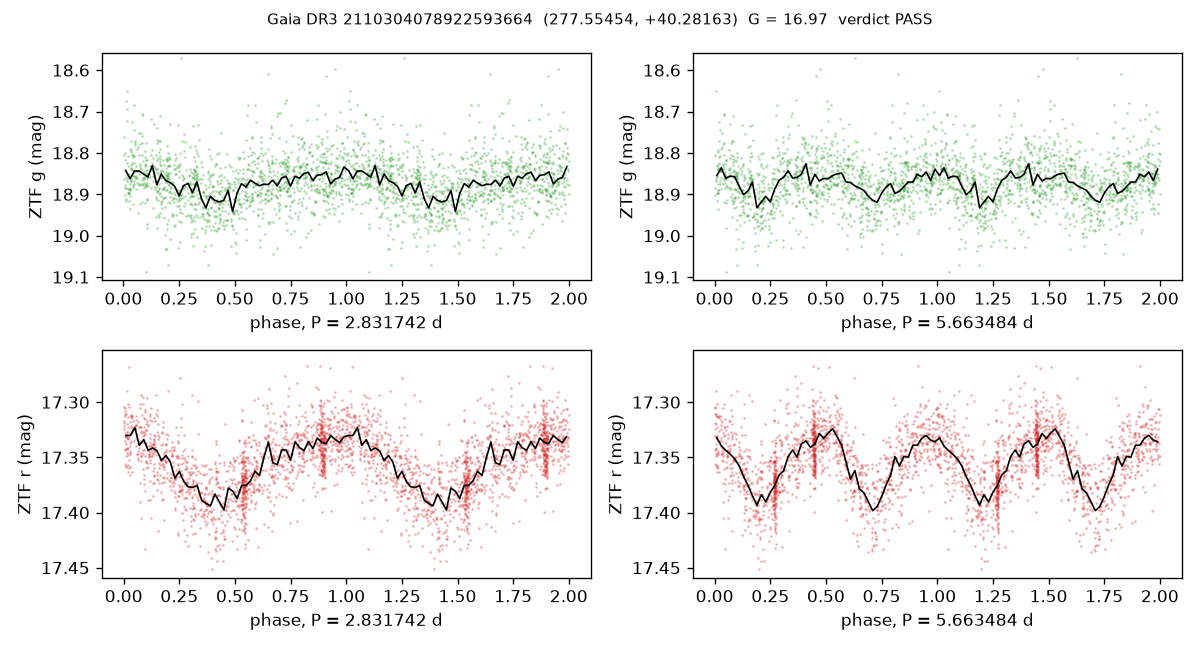 Gaia DR3 2110304078922593664 (277.55454, +40.28163) G = 16.97 verdict PASS
ZTF g (mag)
18.6
18.7
18.8
18.9
19.0
19.1
0.00 0.25 0.50 0.75 1.00 1.25 1.50 1.75 2.00
phase, P = 2.831742 d
ZTF g (mag)
18.6
18.7
18.8
18.9
19.0
19.1
0.00 0.25 0.50 0.75 1.00 1.25 1.50 1.75 2.00
phase, P = 5.663484 d
ZTF r (mag)
17.30
17.35
17.40
17.45
0.00 0.25 0.50 0.75 1.00 1.25 1.50 1.75 2.00
phase, P = 2.831742 d
ZTF r (mag)
17.30
17.35
17.40
17.45
0.00 0.25 0.50 0.75 1.00 1.25 1.50 1.75 2.00
phase, P = 5.663484 d